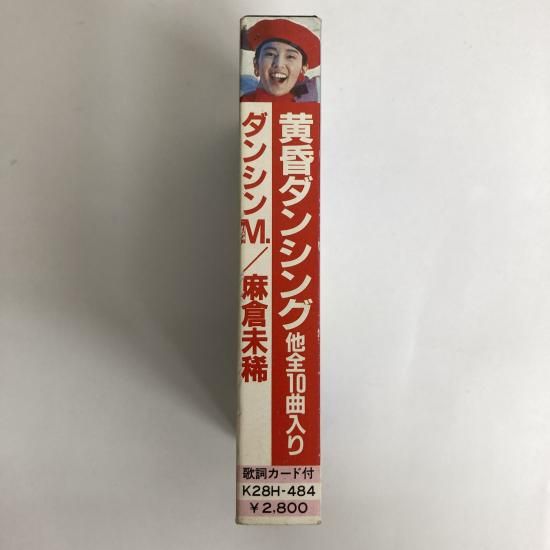 黄昏ダンシング他全10曲入り
ダンシンM./麻倉未稀
歌詞カード付
K28H-484
￥2,800